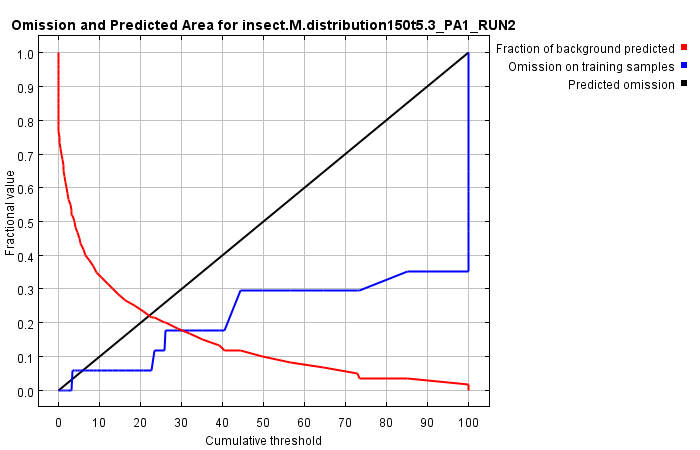 Omission and Predicted Area for insect.M.distribution150t5.3_PA1_RUN2
Fraction of background predicted
Omission on training samples
Predicted omission
Fractional value
1.0
0.9
0.8
0.7
0.6
0.5
0.4
0.3
0.2
0.1
0.0
0 10 20 30 40 50 60 70 80 90 100
Cumulative threshold